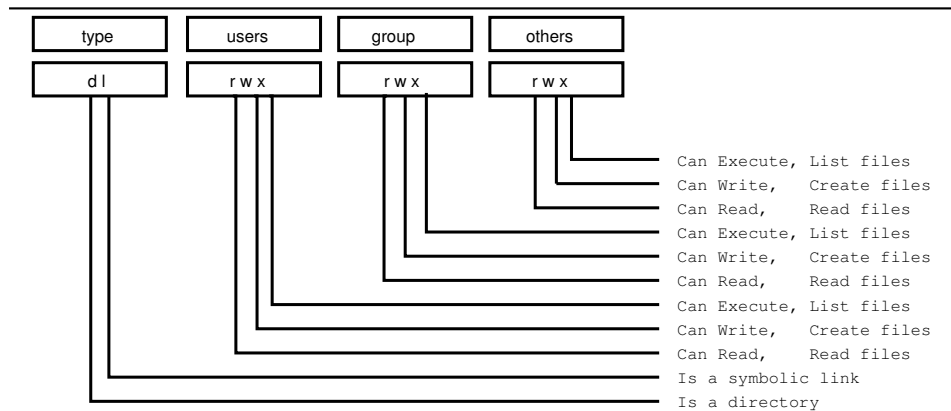 type users group others
d l r w x r w x r w x
Can Execute, List files
Can Write, Create files
Can Read, Read files
Can Execute, List files
Can Write, Create files
Can Read, Read files
Can Execute, List files
Can Write, Create files
Can Read, Read files
Is a symbolic link
Is a directory